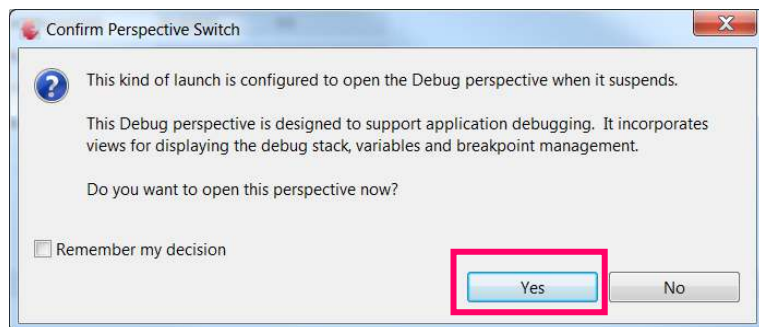 Confirm Perspective Switch
This kind of launch is configured to open the Debug perspective when it suspends.
This Debug perspective is designed to support application debugging. It incorporates
views for displaying the debug stack, variables and breakpoint management.
Do you want to open this perspective now?
Remember my decision
Yes No